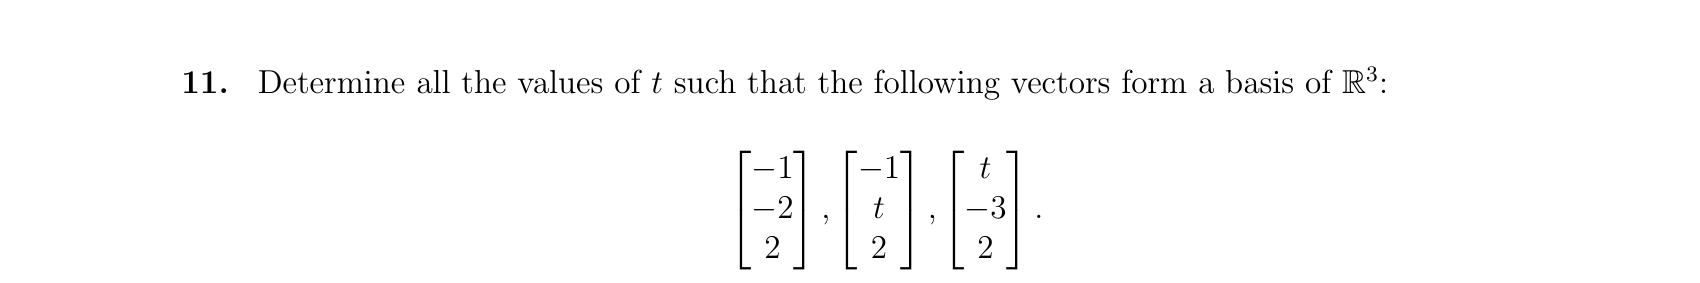 11. Determine all the values of t such that the following vectors form a basis of ℝ³:
[−1 −2 2], [−1 t 2], [t −3 2].